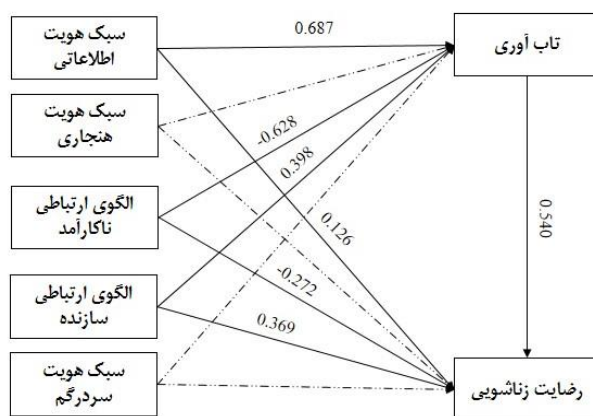 سبک هویت
اطلاعاتی
سبک هویت
هنجاری
الگوی ارتباطی
ناکارآمد
الگوی ارتباطی
سازنده
سبک هویت
سردرگم
تاب آوری
رضایت زناشویی
0.687
-0.628
0.398
0.126
-0.272
0.369
0.540